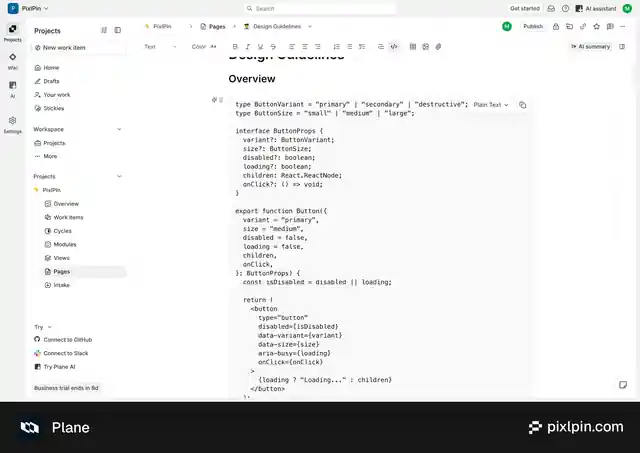 PixlPin
Search
Get started
AI assistant
M
Projects
Wiki
AI
Settings
Projects
New work item
Home
Drafts
Your work
Stickies
Workspace
Projects
More
Projects
PixlPin
Overview
Work items
Cycles
Modules
Views
Pages
Intake
Try
Connect to GitHub
Connect to Slack
Try Plane AI
Business trial ends in 8d
PixlPin > Pages > Design Guidelines
M
Publish
Text
Color Aa
B I U S
AI summary
Design Guidelines
Overview
Plain Text
type ButtonVariant = "primary" | "secondary" | "destructive";
type ButtonSize = "small" | "medium" | "large";
interface ButtonProps {
variant?: ButtonVariant;
size?: ButtonSize;
disabled?: boolean;
loading?: boolean;
children: React.ReactNode;
onClick?: () => void;
}
export function Button({
variant = "primary",
size = "medium",
disabled = false,
loading = false,
children,
onClick,
}: ButtonProps) {
const isDisabled = disabled || loading;
return (
<button
type="button"
disabled={isDisabled}
data-variant={variant}
data-size={size}
aria-busy={loading}
onClick={onClick}
>
{loading ? "Loading..." : children}
</button>
);
Plane
pixlpin.com